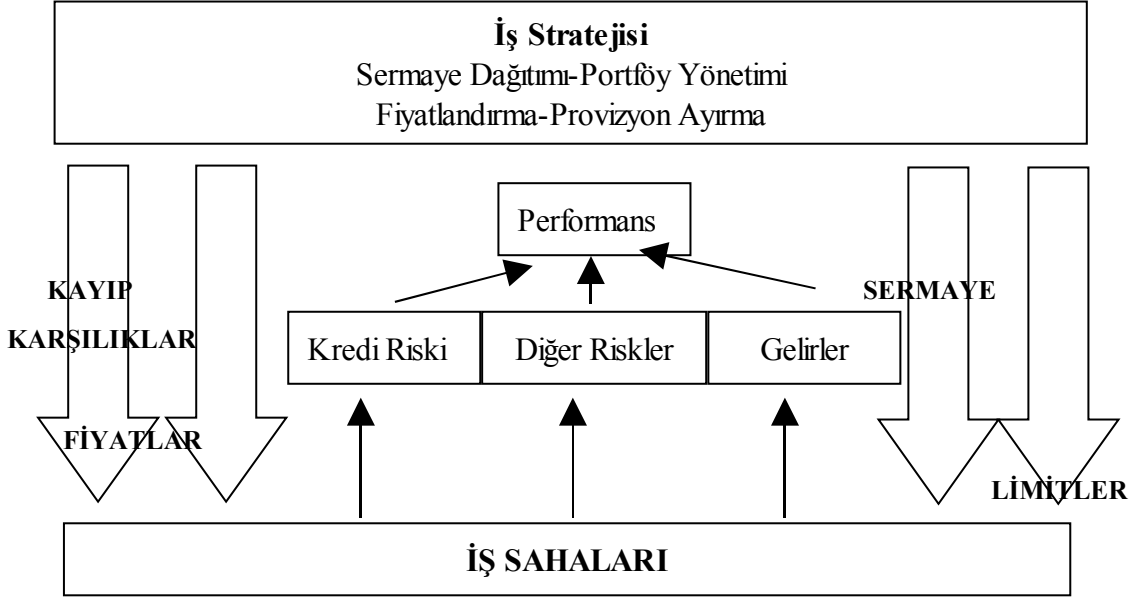 İş Stratejisi
Sermaye Dağıtımı-Portföy Yönetimi
Fiyatlandırma-Provizyon Ayırma
Performans
KAYIP
SERMAYE
KARŞILIKLAR
Kredi Riski
Diğer Riskler
Gelirler
FİYATLAR
LİMİTLER
İŞ SAHALARI